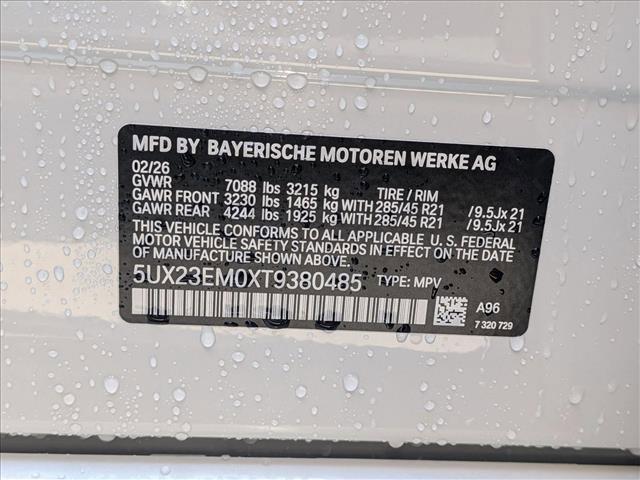 MFD BY BAYERISCHE MOTOREN WERKE AG
02/26
GVWR 7088 lbs 3215 kg TIRE / RIM
GAWR FRONT 3230 lbs 1465 kg WITH 285/45 R21 /9.5Jx21
GAWR REAR 4244 lbs 1925 kg WITH 285/45 R21 /9.5Jx21
THIS VEHICLE CONFORMS TO ALL APPLICABLE U.S. FEDERAL
MOTOR VEHICLE SAFETY STANDARDS IN EFFECT ON THE DATE
OF MANUFACTURE SHOWN ABOVE.
5UX23EM0XT9380485 TYPE: MPV
A96
7 320 729